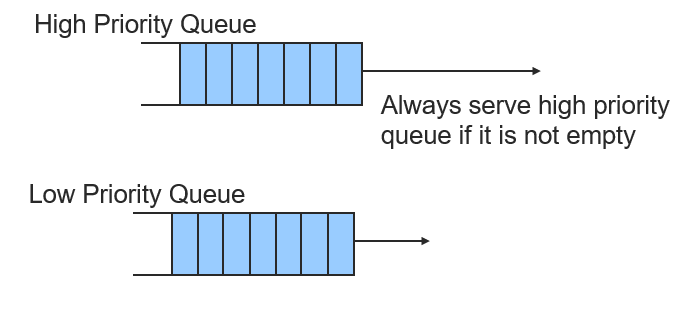 High Priority Queue
Always serve high priority
queue if it is not empty
Low Priority Queue